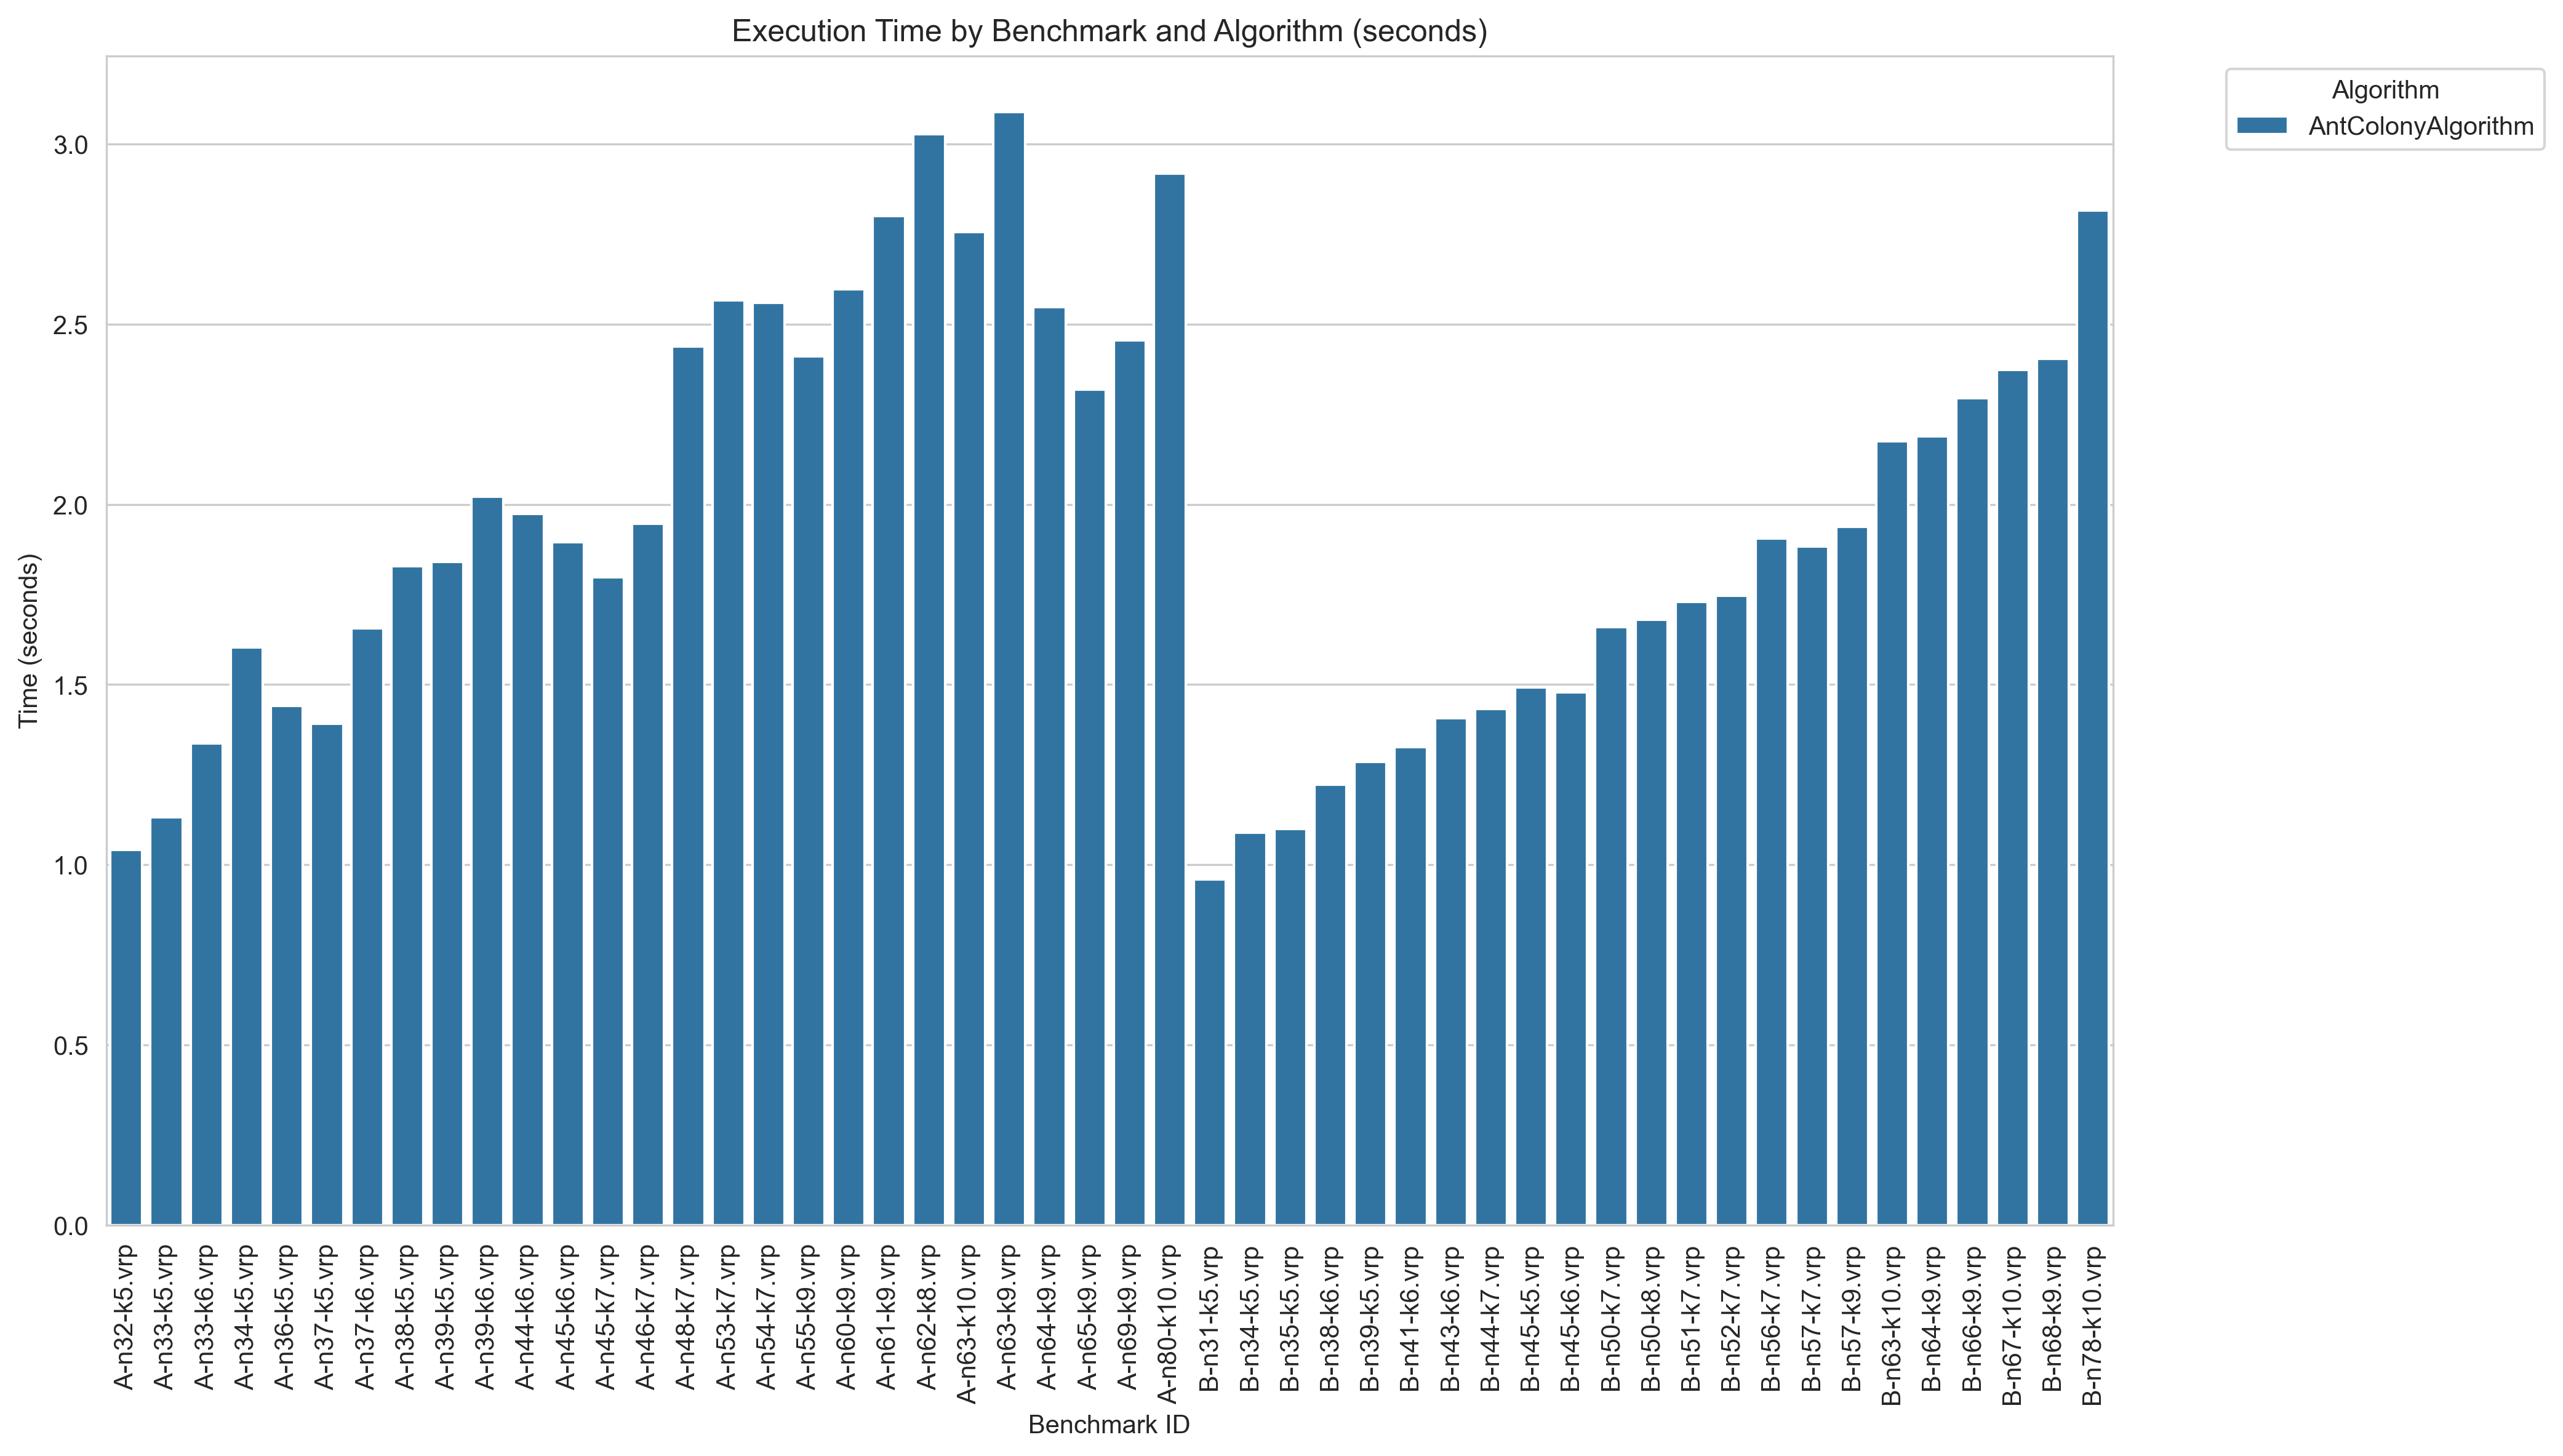 Execution Time by Benchmark and Algorithm (seconds)
Algorithm
AntColonyAlgorithm
Time (seconds)
3.0
2.5
2.0
1.5
1.0
0.5
0.0
A-n32-k5.vrp
A-n33-k5.vrp
A-n33-k6.vrp
A-n34-k5.vrp
A-n36-k5.vrp
A-n37-k5.vrp
A-n37-k6.vrp
A-n38-k5.vrp
A-n39-k5.vrp
A-n39-k6.vrp
A-n44-k6.vrp
A-n45-k6.vrp
A-n45-k7.vrp
A-n46-k7.vrp
A-n48-k7.vrp
A-n53-k7.vrp
A-n54-k7.vrp
A-n55-k9.vrp
A-n60-k9.vrp
A-n61-k9.vrp
A-n62-k8.vrp
A-n63-k10.vrp
A-n63-k9.vrp
A-n64-k9.vrp
A-n65-k9.vrp
A-n69-k9.vrp
A-n80-k10.vrp
B-n31-k5.vrp
B-n34-k5.vrp
B-n35-k5.vrp
B-n38-k6.vrp
B-n39-k5.vrp
B-n41-k6.vrp
B-n43-k6.vrp
B-n44-k7.vrp
B-n45-k5.vrp
B-n45-k6.vrp
B-n50-k7.vrp
B-n50-k8.vrp
B-n51-k7.vrp
B-n52-k7.vrp
B-n56-k7.vrp
B-n57-k7.vrp
B-n57-k9.vrp
B-n63-k10.vrp
B-n64-k9.vrp
B-n66-k9.vrp
B-n67-k10.vrp
B-n68-k9.vrp
B-n78-k10.vrp
Benchmark ID